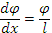 dφ/dx = φ/l